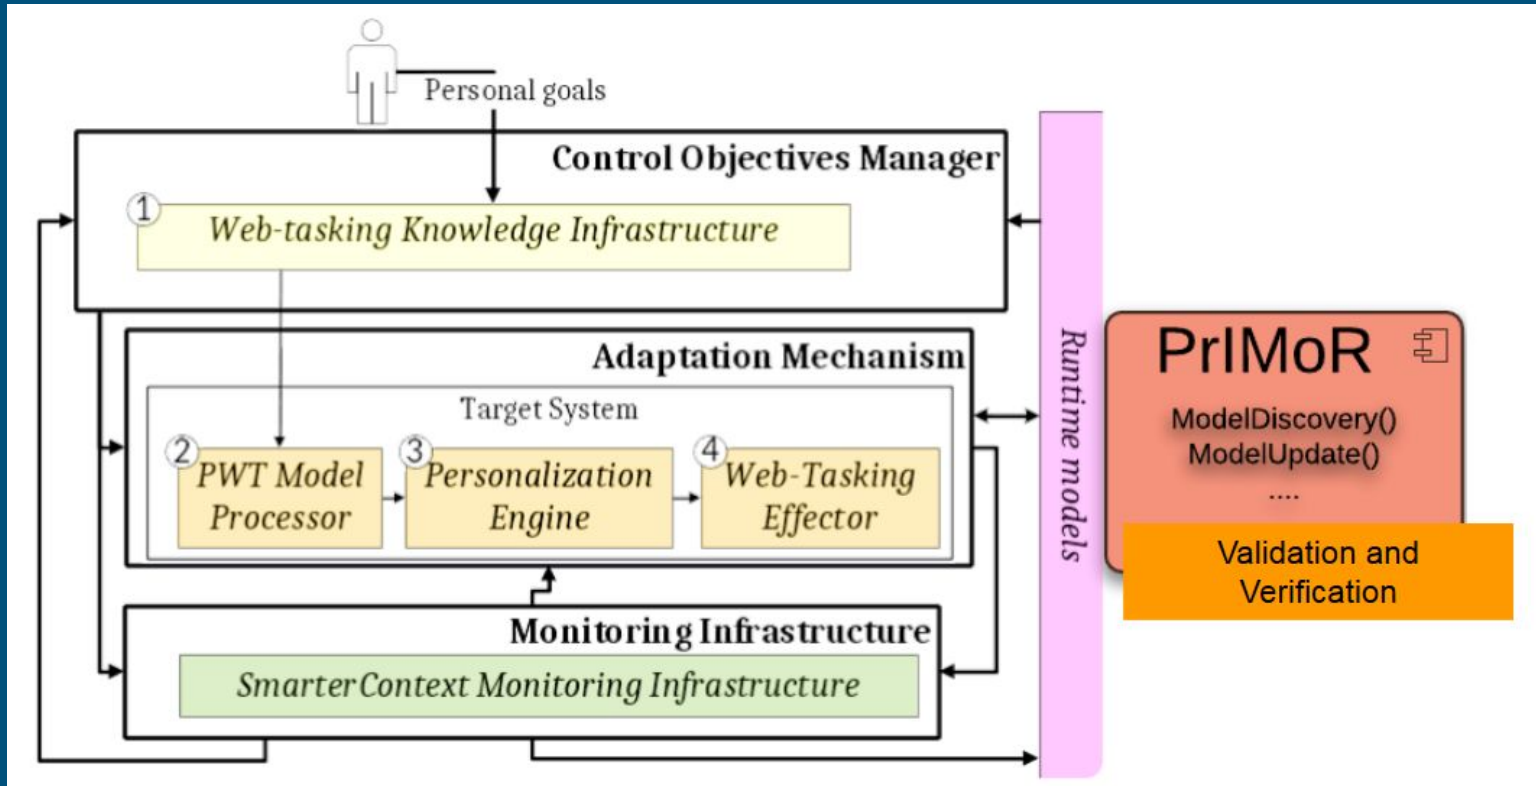 Personal goals
Control Objectives Manager
1
Web-tasking Knowledge Infrastructure
Adaptation Mechanism
Target System
2
PWT Model
Processor
3
Personalization
Engine
4
Web-Tasking
Effector
Monitoring Infrastructure
SmarterContext Monitoring Infrastructure
Runtime models
PrIMoR
ModelDiscovery()
ModelUpdate()
....
Validation and
Verification